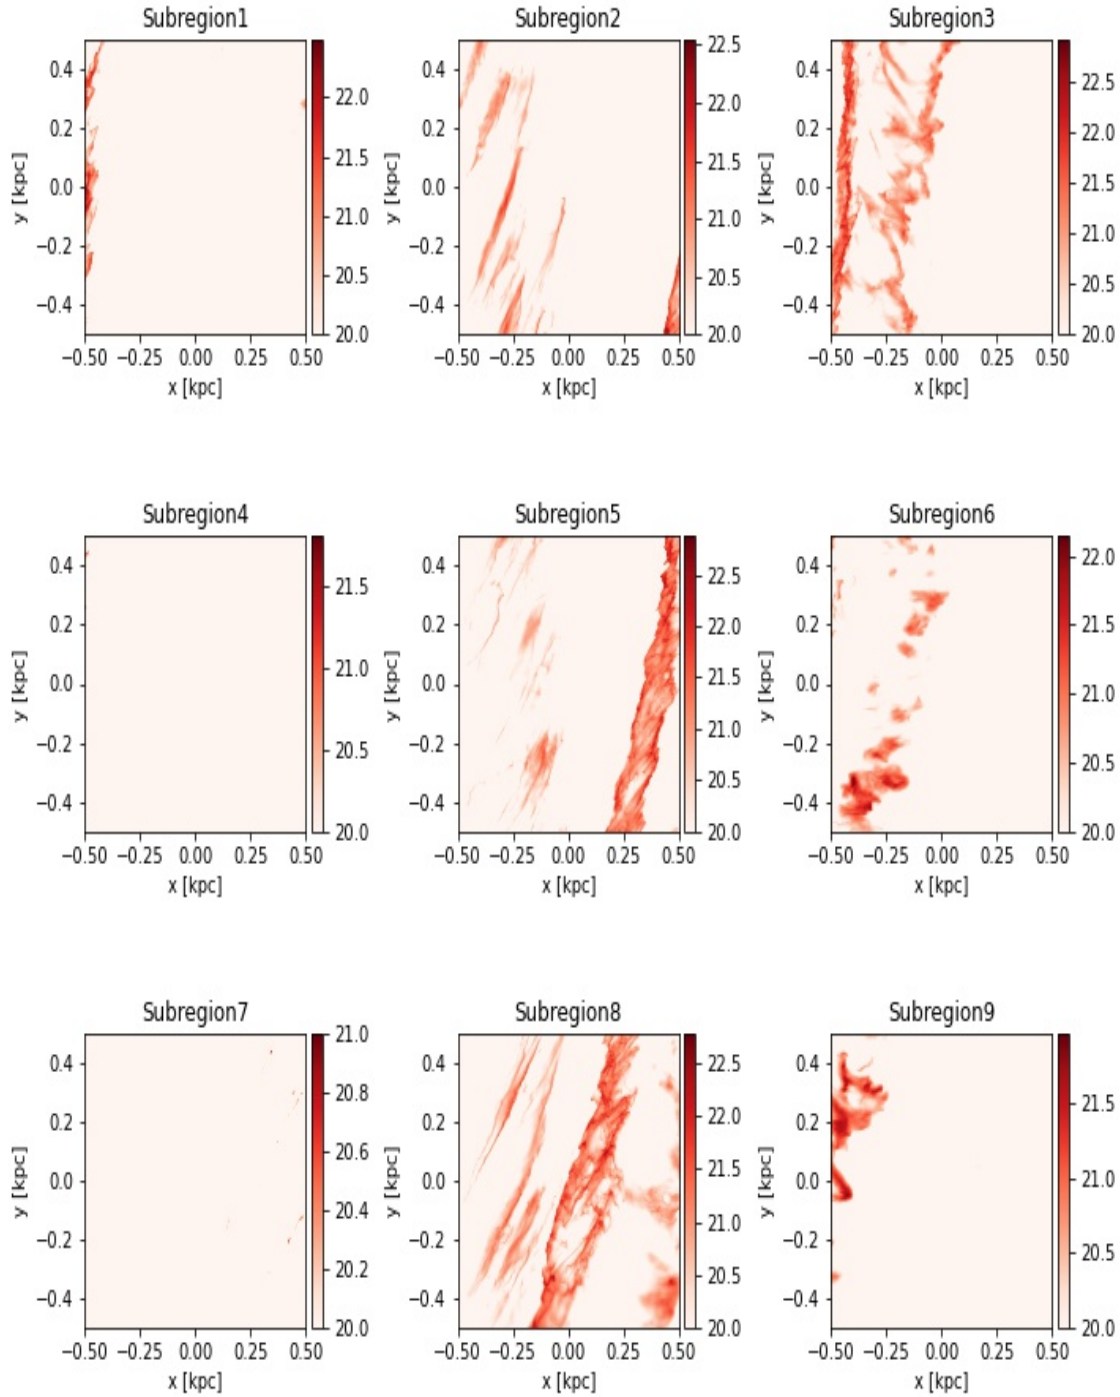 Subregion1 Subregion2 Subregion3
0.4 0.2 0.0 −0.2 −0.4
y [kpc]
−0.50 −0.25 0.00 0.25 0.50
x [kpc]
22.0 21.5 21.0 20.5 20.0
0.4 0.2 0.0 −0.2 −0.4
y [kpc]
−0.50 −0.25 0.00 0.25 0.50
x [kpc]
22.5 22.0 21.5 21.0 20.5 20.0
0.4 0.2 0.0 −0.2 −0.4
y [kpc]
−0.50 −0.25 0.00 0.25 0.50
x [kpc]
22.5 22.0 21.5 21.0 20.5 20.0
Subregion4 Subregion5 Subregion6
0.4 0.2 0.0 −0.2 −0.4
y [kpc]
−0.50 −0.25 0.00 0.25 0.50
x [kpc]
21.5 21.0 20.5 20.0
0.4 0.2 0.0 −0.2 −0.4
y [kpc]
−0.50 −0.25 0.00 0.25 0.50
x [kpc]
22.5 22.0 21.5 21.0 20.5 20.0
0.4 0.2 0.0 −0.2 −0.4
y [kpc]
−0.50 −0.25 0.00 0.25 0.50
x [kpc]
22.0 21.5 21.0 20.5 20.0
Subregion7 Subregion8 Subregion9
0.4 0.2 0.0 −0.2 −0.4
y [kpc]
−0.50 −0.25 0.00 0.25 0.50
x [kpc]
21.0 20.8 20.6 20.4 20.2 20.0
0.4 0.2 0.0 −0.2 −0.4
y [kpc]
−0.50 −0.25 0.00 0.25 0.50
x [kpc]
22.5 22.0 21.5 21.0 20.5 20.0
0.4 0.2 0.0 −0.2 −0.4
y [kpc]
−0.50 −0.25 0.00 0.25 0.50
x [kpc]
21.5 21.0 20.5 20.0